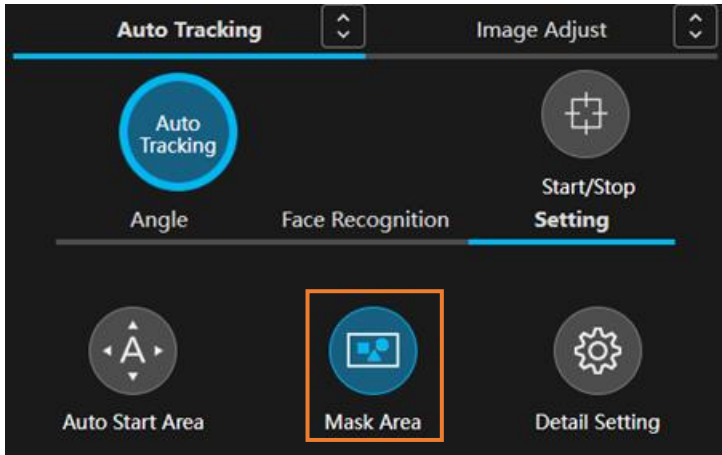 Auto Tracking
Image Adjust
Auto
Tracking
Start/Stop
Angle
Face Recognition
Setting
A
Auto Start Area
Mask Area
Detail Setting